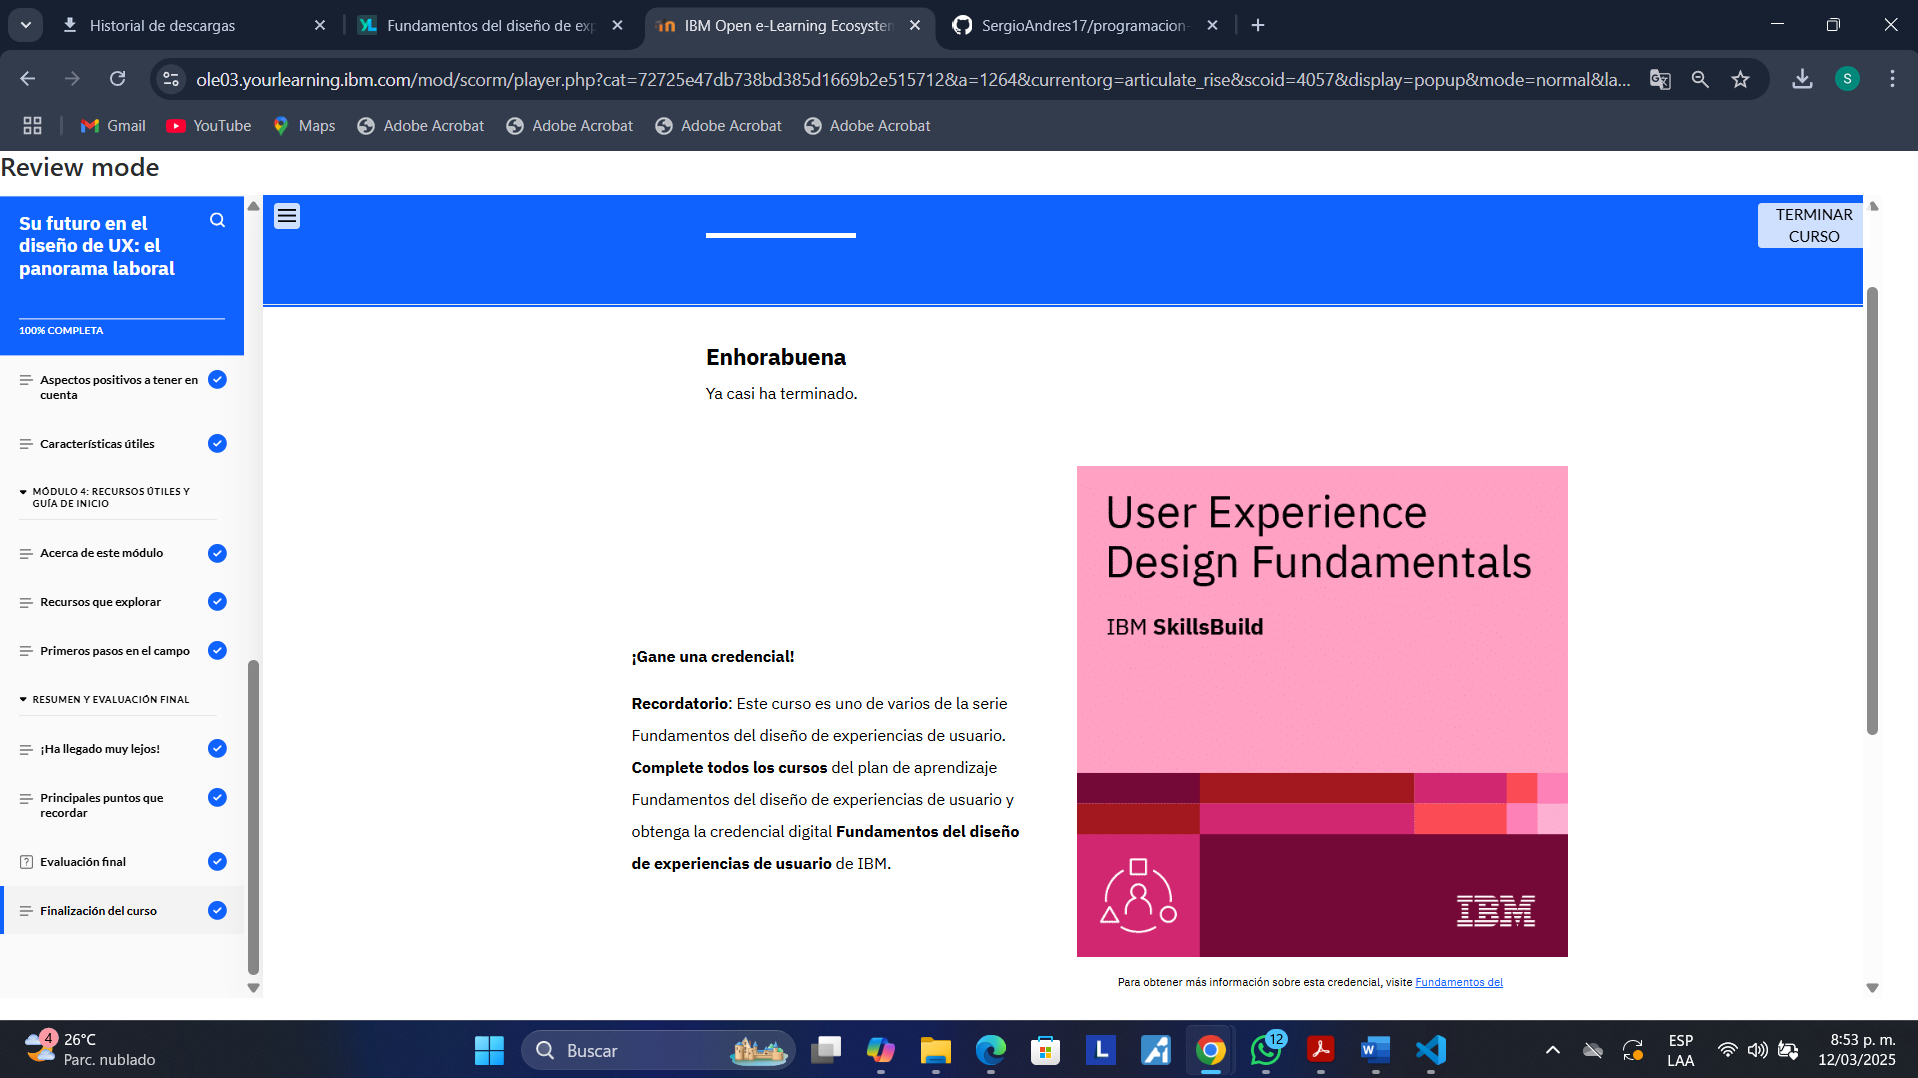 Historial de descargas
Fundamentos del diseño de exp
IBM Open e-Learning Ecosystem
SergioAndres17/programacion-
ole03.yourlearning.ibm.com/mod/scorm/player.php?cat=72725e47db738bd385d1669b2e515712&a=1264&currentorg=articulate_rise&scoid=4057&display=popup&mode=normal&la...
S
Gmail
YouTube
Maps
Adobe Acrobat
Adobe Acrobat
Adobe Acrobat
Adobe Acrobat
Review mode
Su futuro en el
diseño de UX: el
panorama laboral
100% COMPLETA
Aspectos positivos a tener en
cuenta
Características útiles
MÓDULO 4: RECURSOS ÚTILES Y
GUÍA DE INICIO
Acerca de este módulo
Recursos que explorar
Primeros pasos en el campo
RESUMEN Y EVALUACIÓN FINAL
¡Ha llegado muy lejos!
Principales puntos que
recordar
Evaluación final
Finalización del curso
TERMINAR
CURSO
Enhorabuena
Ya casi ha terminado.
¡Gane una credencial!
Recordatorio: Este curso es uno de varios de la serie
Fundamentos del diseño de experiencias de usuario.
Complete todos los cursos del plan de aprendizaje
Fundamentos del diseño de experiencias de usuario y
obtenga la credencial digital Fundamentos del diseño
de experiencias de usuario de IBM.
User Experience
Design Fundamentals
IBM SkillsBuild
IBM
Para obtener más información sobre esta credencial, visite Fundamentos del
4
26°C
Parc. nublado
Buscar
L
12
ESP
LAA
8:53 p. m.
12/03/2025